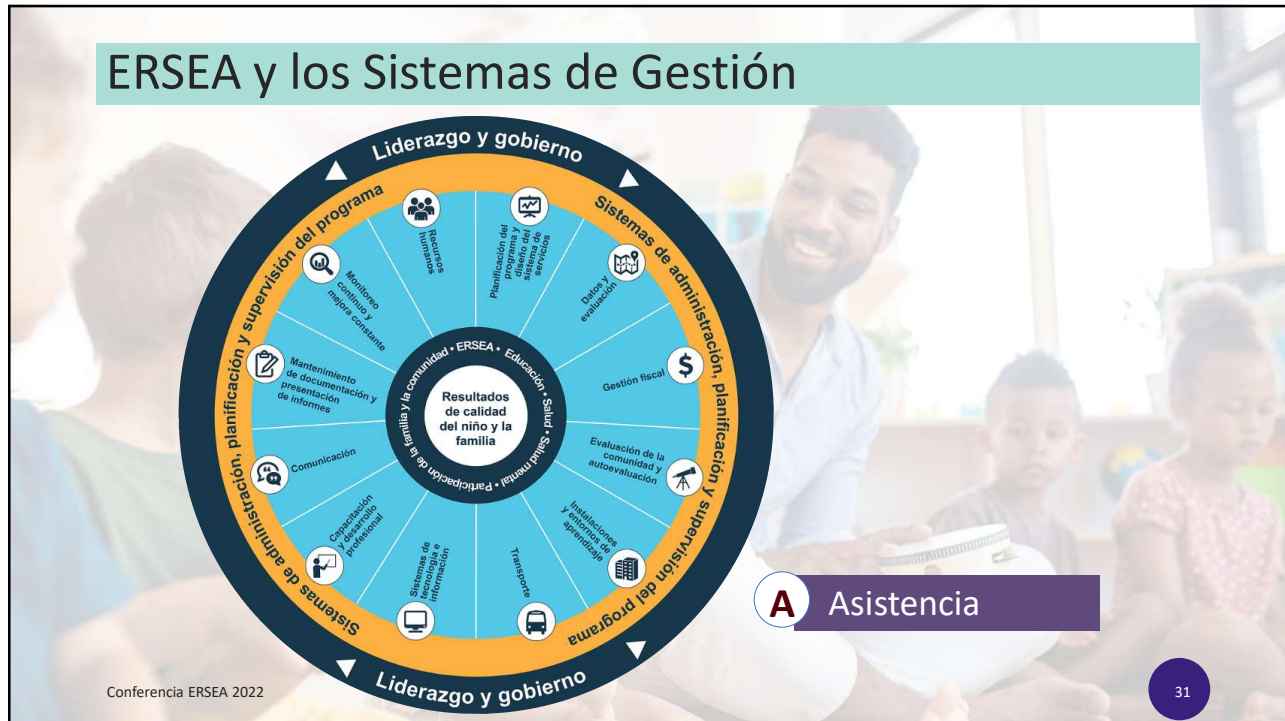 ERSEA y los Sistemas de Gestión
Liderazgo y gobierno
Sistemas de administración, planificación y supervisión del programa
Sistemas de administración, planificación y supervisión del programa
Planificación del
programa y
diseño del
sistema de
servicios
Datos y
evaluación
$
Gestión fiscal
Evaluación de la
comunidad y
autoevaluación
Instalaciones
y entornos de
aprendizaje
Transporte
Sistemas de
tecnología e
información
Capacitación
y desarrollo
profesional
Comunicación
Mantenimiento
de documentación y
presentación
de informes
Monitoreo
continuo y
mejora constante
Recursos
humanos
ERSEA • Educación • Salud • Salud mental • Participación de la familia y la comunidad •
Resultados
de calidad
del niño y la
familia
Liderazgo y gobierno
A Asistencia
Conferencia ERSEA 2022
31